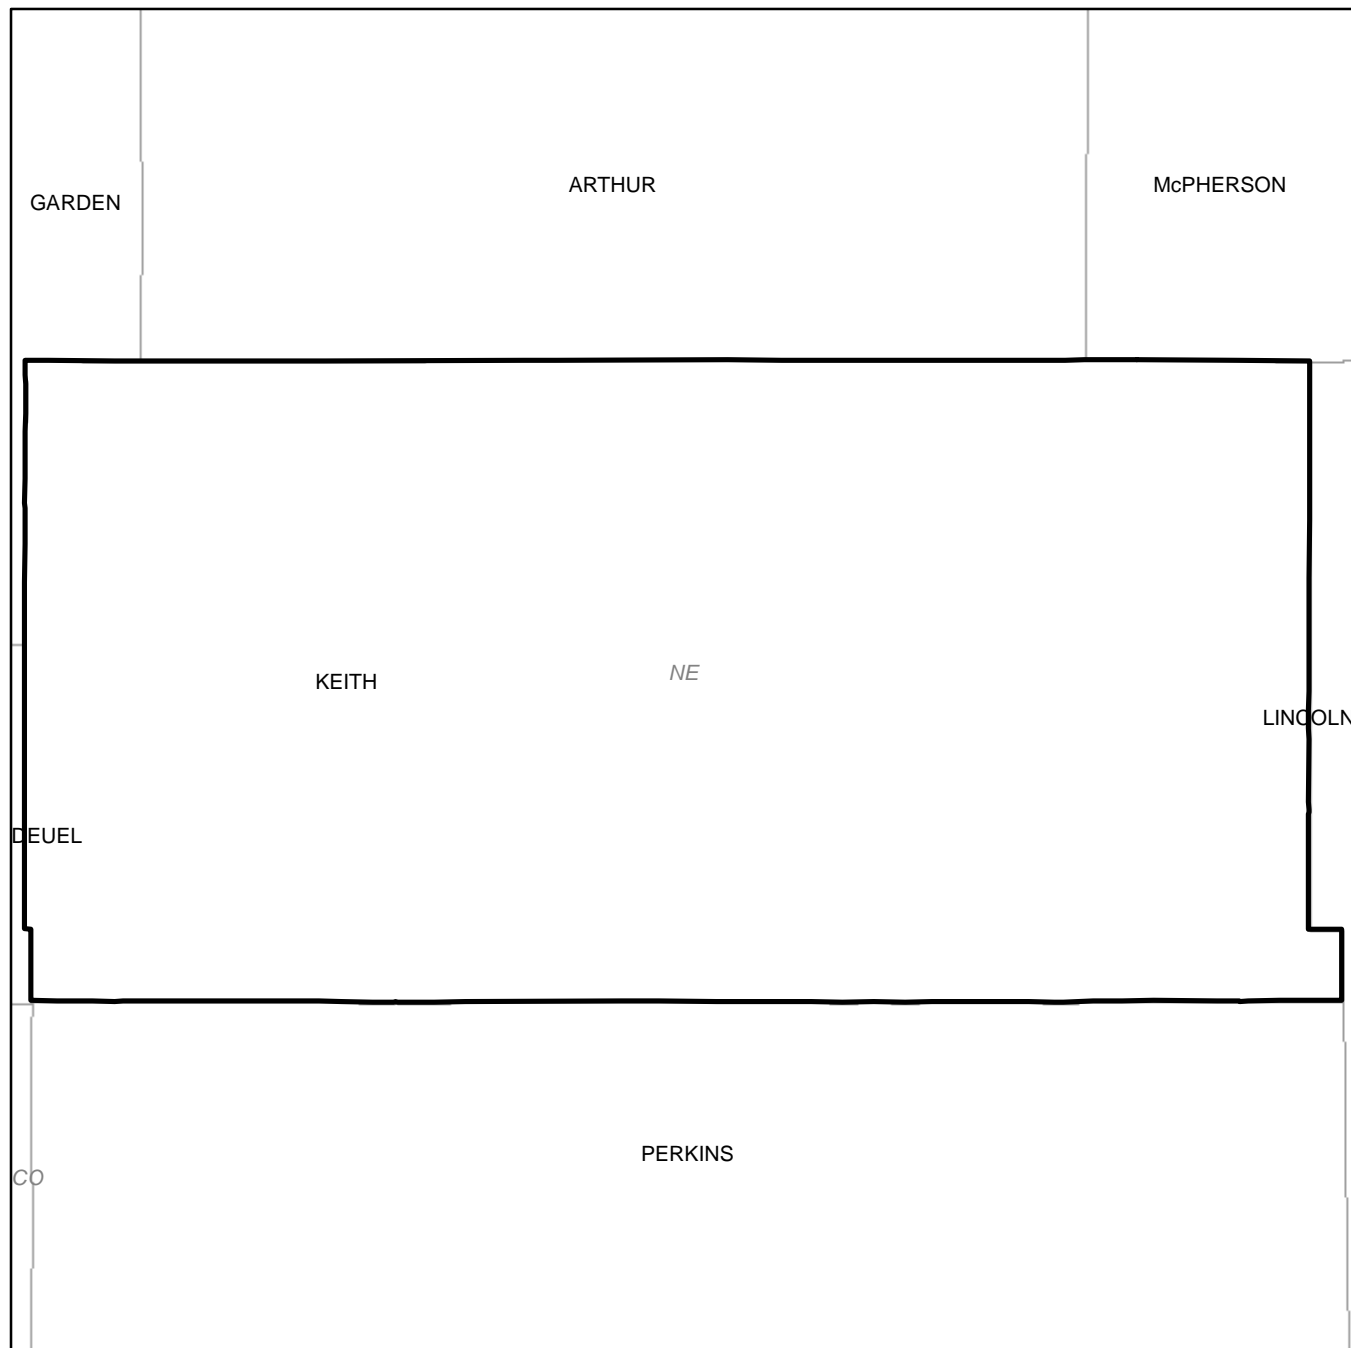 ARTHUR
McPHERSON
GARDEN
NE
KEITH
LINCOLN
DEUEL
PERKINS
CO